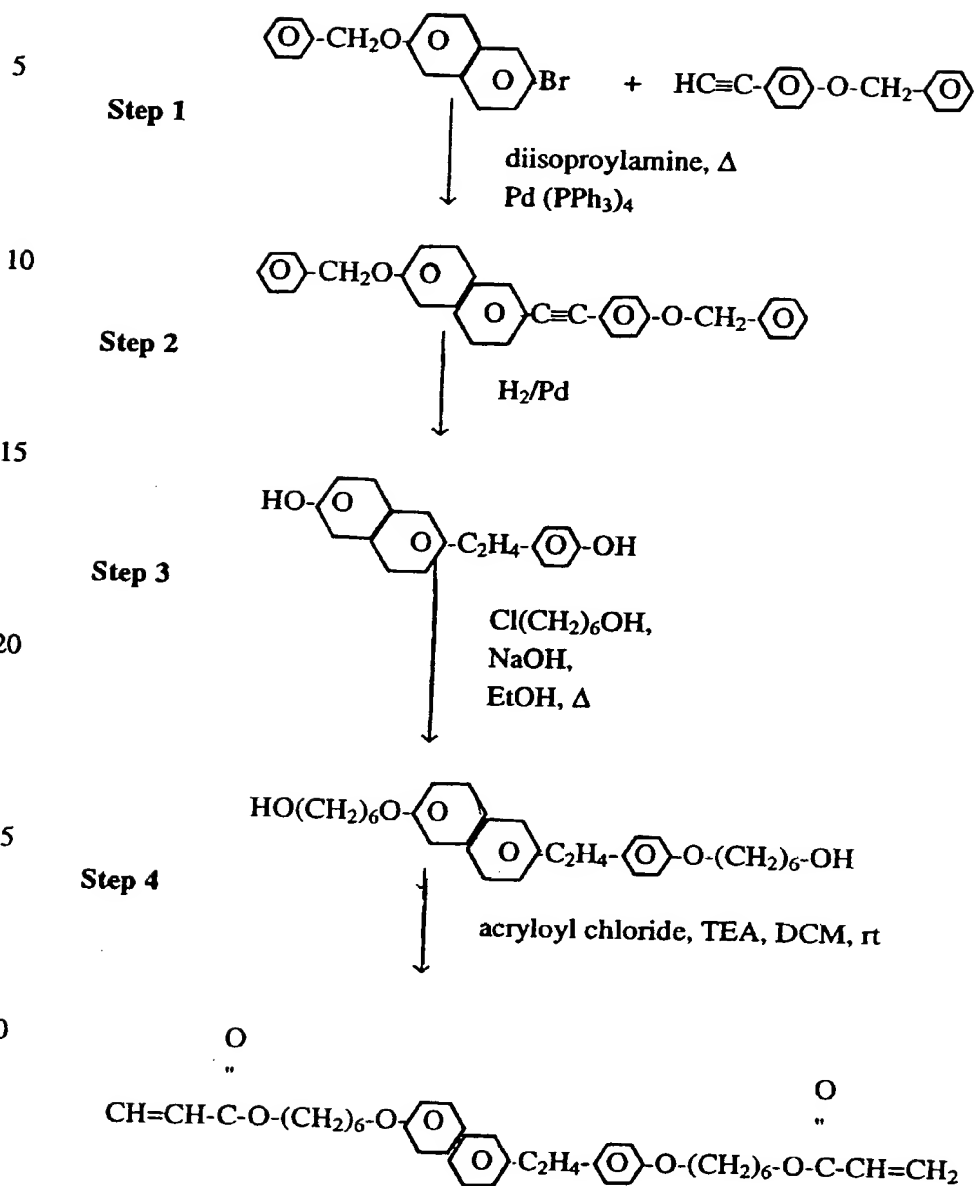 5
O -CH₂O- O O Br + HC≡C- O -O-CH₂- O
Step 1
diisoproylamine, Δ
Pd (PPh₃)₄
10
O -CH₂O- O O -C≡C- O -O-CH₂- O
Step 2
H₂/Pd
15
HO- O O -C₂H₄- O -OH
Step 3
Cl(CH₂)₆OH,
20
NaOH,
EtOH, Δ
HO(CH₂)₆O- O
5
O -C₂H₄- O -O-(CH₂)₆-OH
Step 4
acryloyl chloride, TEA, DCM, rt
0
O
"
O
"
CH=CH-C-O-(CH₂)₆-O- O O -C₂H₄- O -O-(CH₂)₆-O-C-CH=CH₂